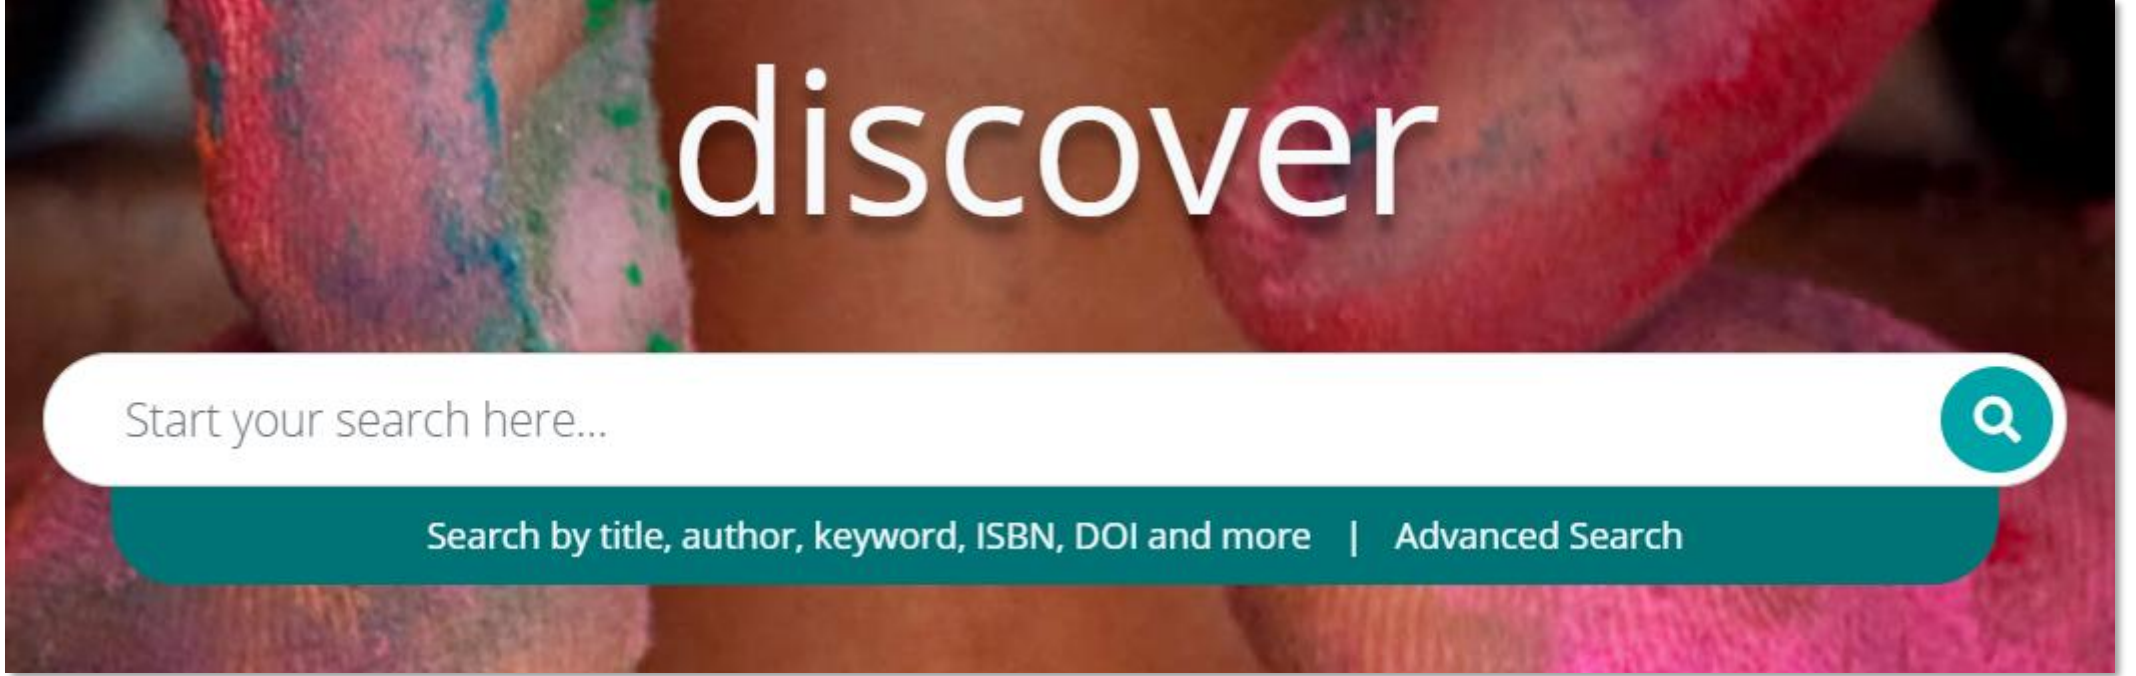 discover
Start your search here...
Search by title, author, keyword, ISBN, DOI and more | Advanced Search